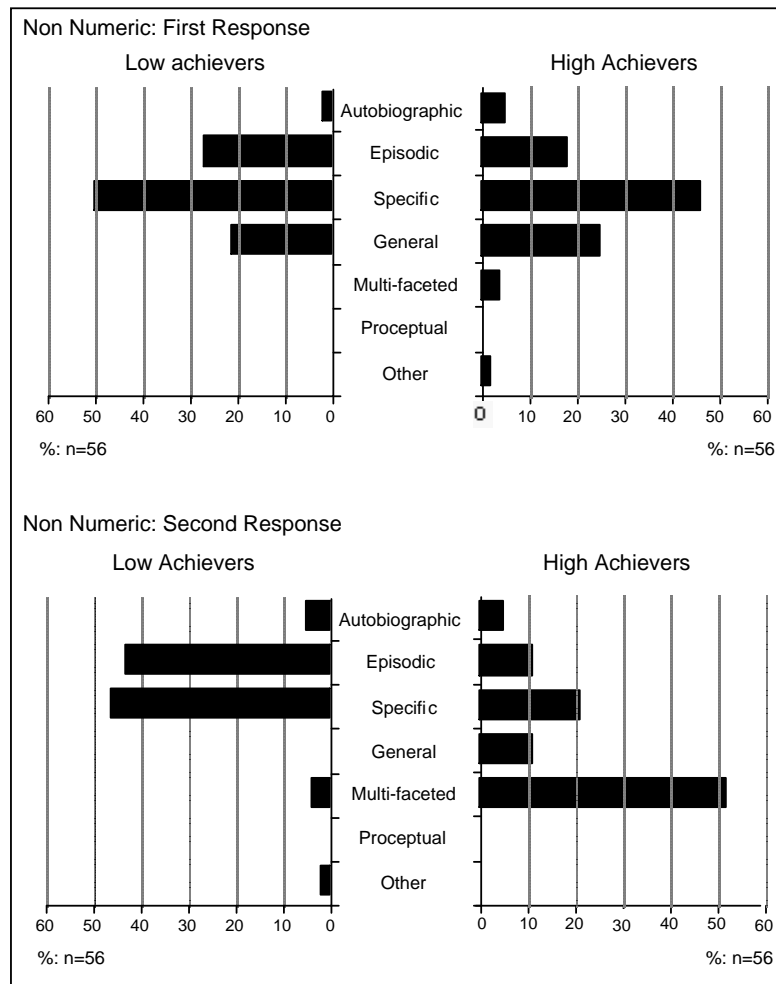 Non Numeric: First Response
Low achievers High Achievers
Autobiographic
Episodic
Specific
General
Multi-faceted
Proceptual
Other
60 50 40 30 20 10 0 0 10 20 30 40 50 60
%: n=56 %: n=56
Non Numeric: Second Response
Low Achievers High Achievers
Autobiographic
Episodic
Specific
General
Multi-faceted
Proceptual
Other
60 50 40 30 20 10 0 0 10 20 30 40 50 60
%: n=56 %: n=56